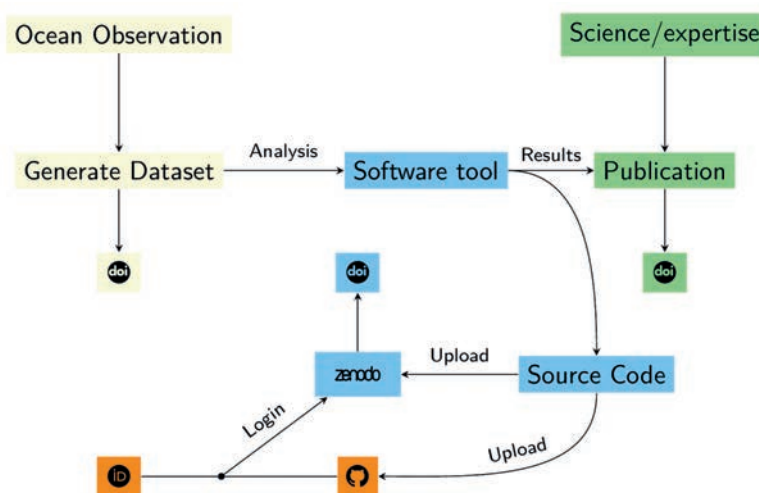 Ocean Observation
Science/expertise
Generate Dataset
Analysis
Software tool
Results
Publication
doi
doi
doi
zenodo
Upload
Source Code
Login
Upload
iD